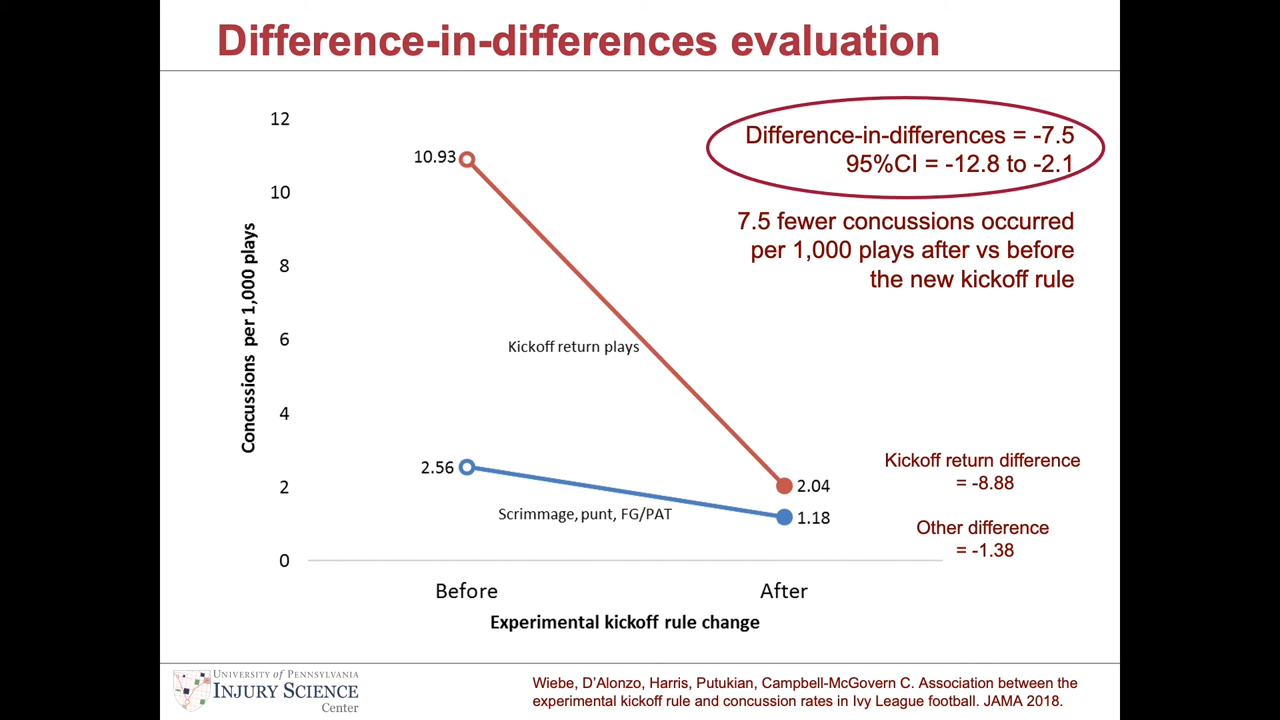 Difference-in-differences evaluation
12
10
8
6
4
2
0
Concussions per 1,000 plays
10.93
2.56
Kickoff return plays
Scrimmage, punt, FG/PAT
2.04
1.18
Before
After
Experimental kickoff rule change
Difference-in-differences = -7.5
95%CI = -12.8 to -2.1
7.5 fewer concussions occurred
per 1,000 plays after vs before
the new kickoff rule
Kickoff return difference
= -8.88
Other difference
= -1.38
University of Pennsylvania
Injury Science
Center
Wiebe, D’Alonzo, Harris, Putukian, Campbell-McGovern C. Association between the
experimental kickoff rule and concussion rates in Ivy League football. JAMA 2018.